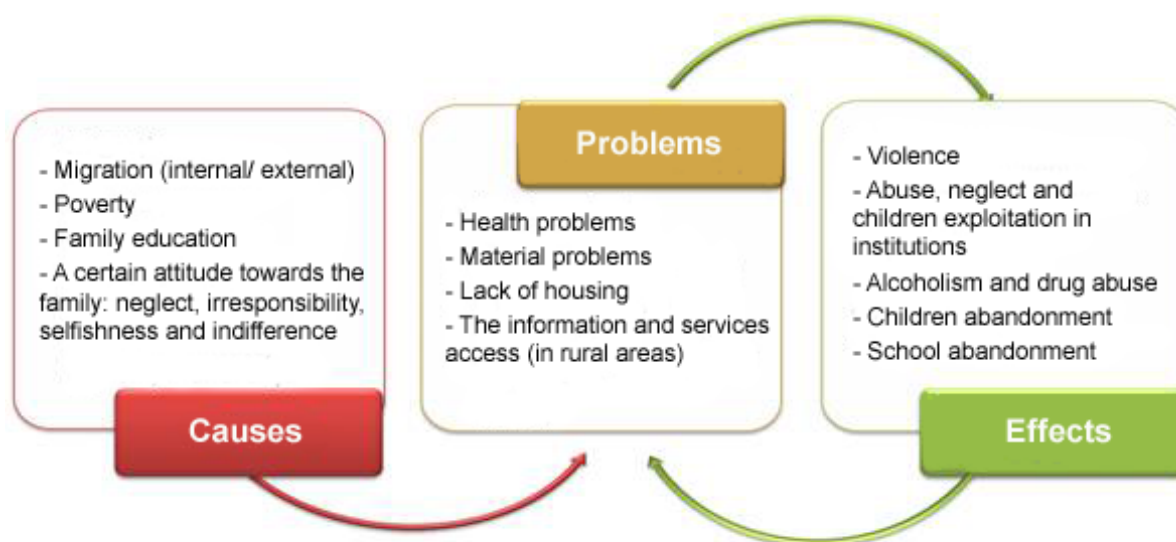 - Migration (internal/ external)
- Poverty
- Family education
- A certain attitude towards the
family: neglect, irresponsibility,
selfishness and indifference
Causes
Problems
- Health problems
- Material problems
- Lack of housing
- The information and services
access (in rural areas)
- Violence
- Abuse, neglect and
children exploitation in
institutions
- Alcoholism and drug abuse
- Children abandonment
- School abandonment
Effects